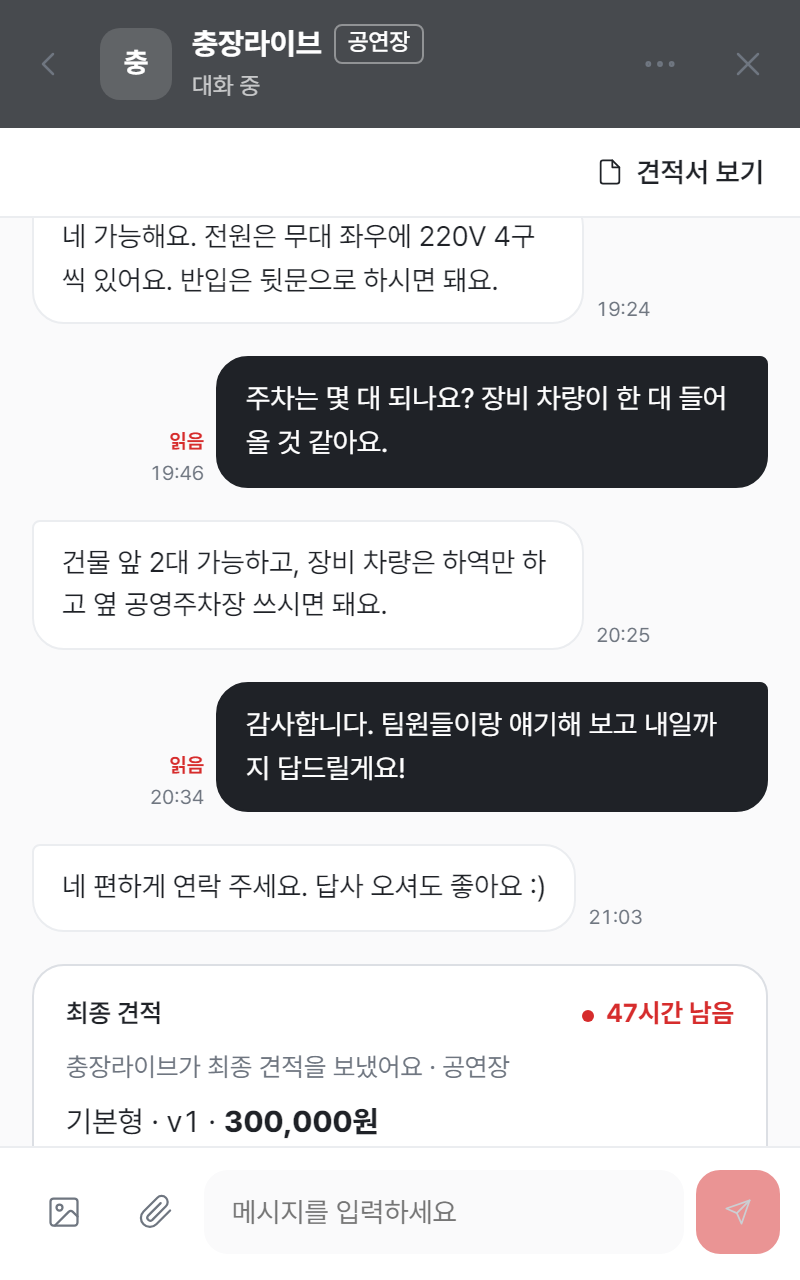 충
충장라이브 공연장
대화 중
견적서 보기
네 가능해요. 전원은 무대 좌우에 220V 4구
씩 있어요. 반입은 뒷문으로 하시면 돼요.
19:24
주차는 몇 대 되나요? 장비 차량이 한 대 들어
올 것 같아요.
읽음
19:46
건물 앞 2대 가능하고, 장비 차량은 하역만 하
고 옆 공영주차장 쓰시면 돼요.
20:25
감사합니다. 팀원들이랑 얘기해 보고 내일까
지 답드릴게요!
읽음
20:34
네 편하게 연락 주세요. 답사 오셔도 좋아요 :)
21:03
최종 견적
47시간 남음
충장라이브가 최종 견적을 보냈어요 · 공연장
기본형 · v1 · 300,000원
메시지를 입력하세요